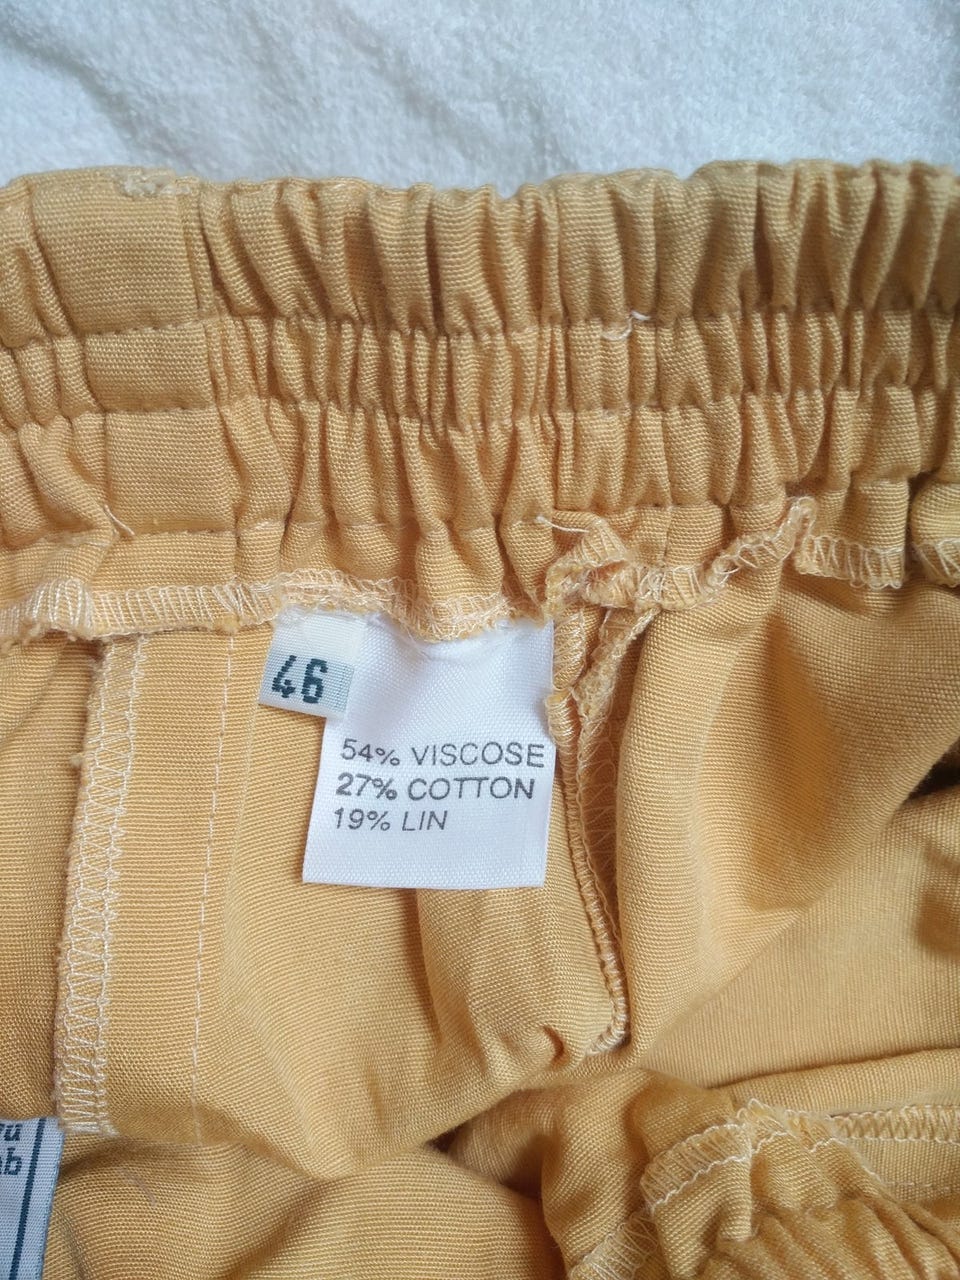 46
54% VISCOSE
27% COTTON
19% LIN